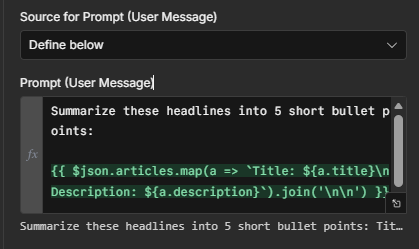 Source for Prompt (User Message)
Define below
Prompt (User Message)
fx
Summarize these headlines into 5 short bullet p
oints:
{{ $json.articles.map(a => `Title: ${a.title}\n
Description: ${a.description}`).join('\n\n') }}
Summarize these headlines into 5 short bullet points: Tit…